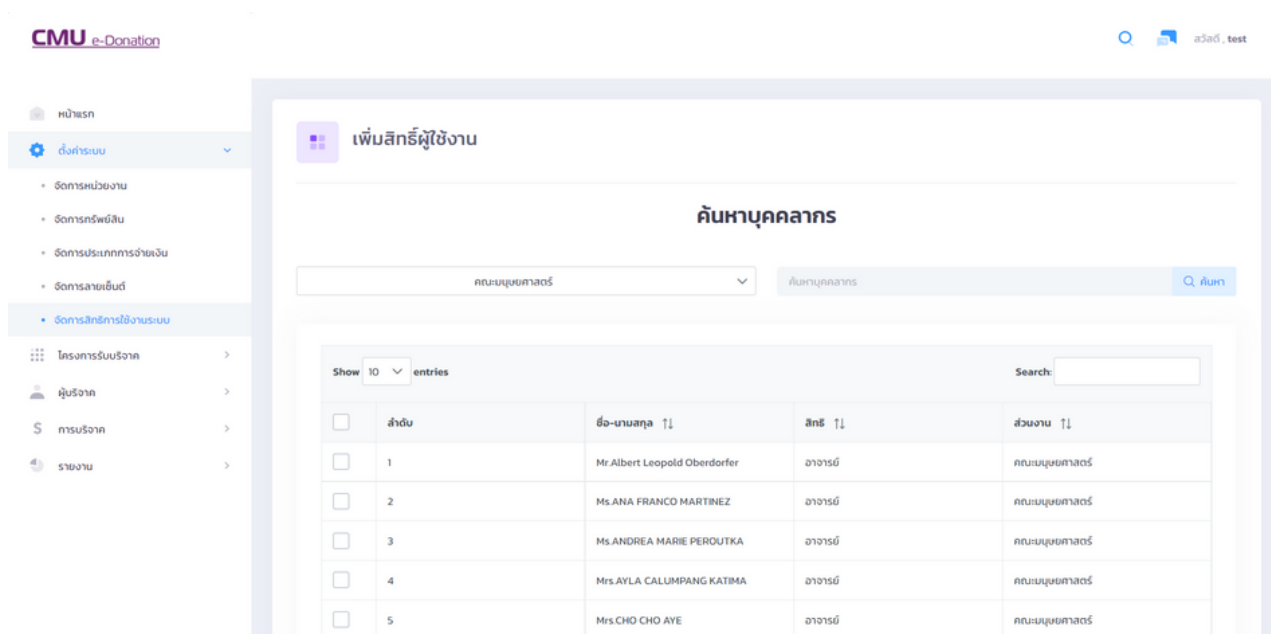 CMU e-Donation
สวัสดี , test
หน้าแรก
ตั้งค่าระบบ
จัดการหน่วยงาน
จัดการทรัพย์สิน
จัดการประเภทการจ่ายเงิน
จัดการลายเซ็นต์
จัดการสิทธิการใช้งานระบบ
โครงการรับบริจาค
ผู้บริจาค
การบริจาค
รายงาน
เพิ่มสิทธิ์ผู้ใช้งาน
ค้นหาบุคคลากร
คณะมนุษยศาสตร์ ค้นหาบุคคลากร ค้นหา
Show 10 entries Search:
ลำดับ ชื่อ-นามสกุล สิทธิ ส่วนงาน
1 Mr.Albert Leopold Oberdorfer อาจารย์ คณะมนุษยศาสตร์
2 Ms.ANA FRANCO MARTINEZ อาจารย์ คณะมนุษยศาสตร์
3 Ms.ANDREA MARIE PEROUTKA อาจารย์ คณะมนุษยศาสตร์
4 Mrs.AYLA CALUMPANG KATIMA อาจารย์ คณะมนุษยศาสตร์
5 Mrs.CHO CHO AYE อาจารย์ คณะมนุษยศาสตร์